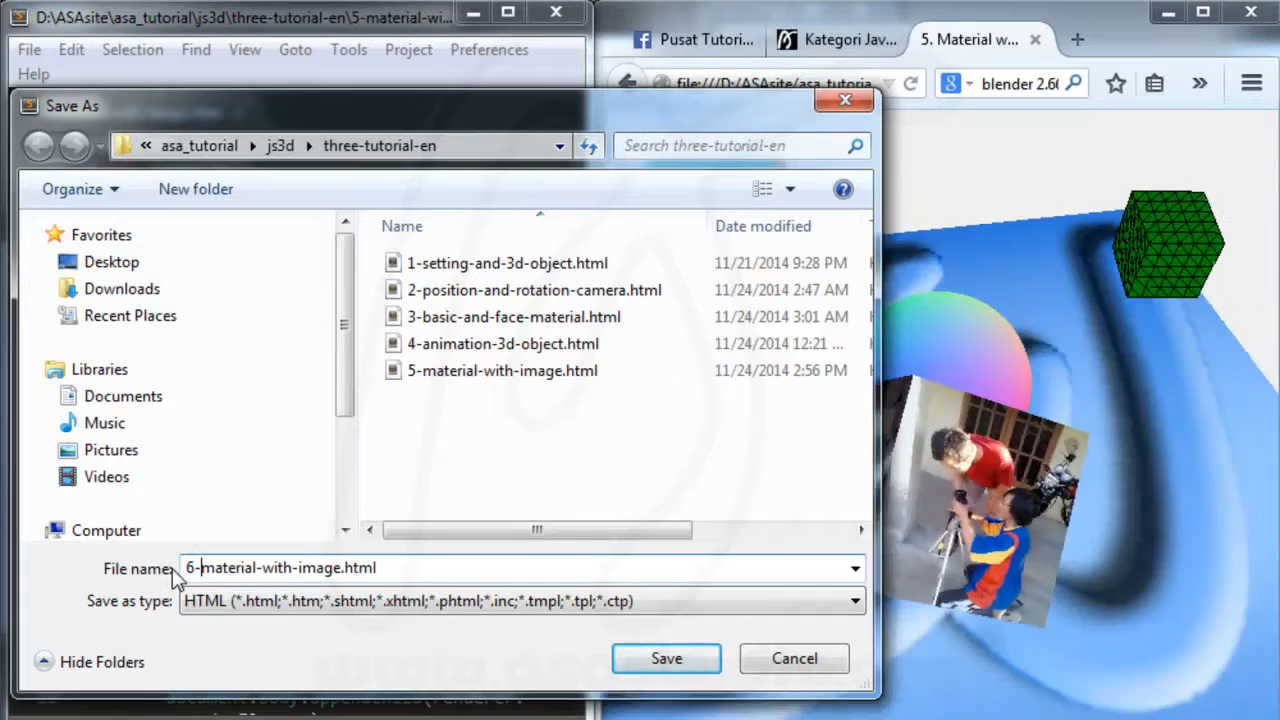 D:\ASAsite\asa_tutorial\js3d\three-tutorial-en\5-material-wi...
File Edit Selection Find View Goto Tools Project Preferences
Help
Pusat Tutori...
Kategori Jav...
5. Material w...
file:///D:/ASAsite/asa_tutoria
blender 2.6
Save As
« asa_tutorial js3d three-tutorial-en
Search three-tutorial-en
Organize
New folder
Favorites
Desktop
Downloads
Recent Places
Libraries
Documents
Music
Pictures
Videos
Computer
Name Date modified
1-setting-and-3d-object.html 11/21/2014 9:28 PM
2-position-and-rotation-camera.html 11/24/2014 2:47 AM
3-basic-and-face-material.html 11/24/2014 3:01 AM
4-animation-3d-object.html 11/24/2014 12:21 ...
5-material-with-image.html 11/24/2014 2:56 PM
File name: 6-material-with-image.html
Save as type: HTML (*.html;*.htm;*.shtml;*.xhtml;*.phtml;*.inc;*.tmpl;*.tpl;*.ctp)
Hide Folders
Save
Cancel